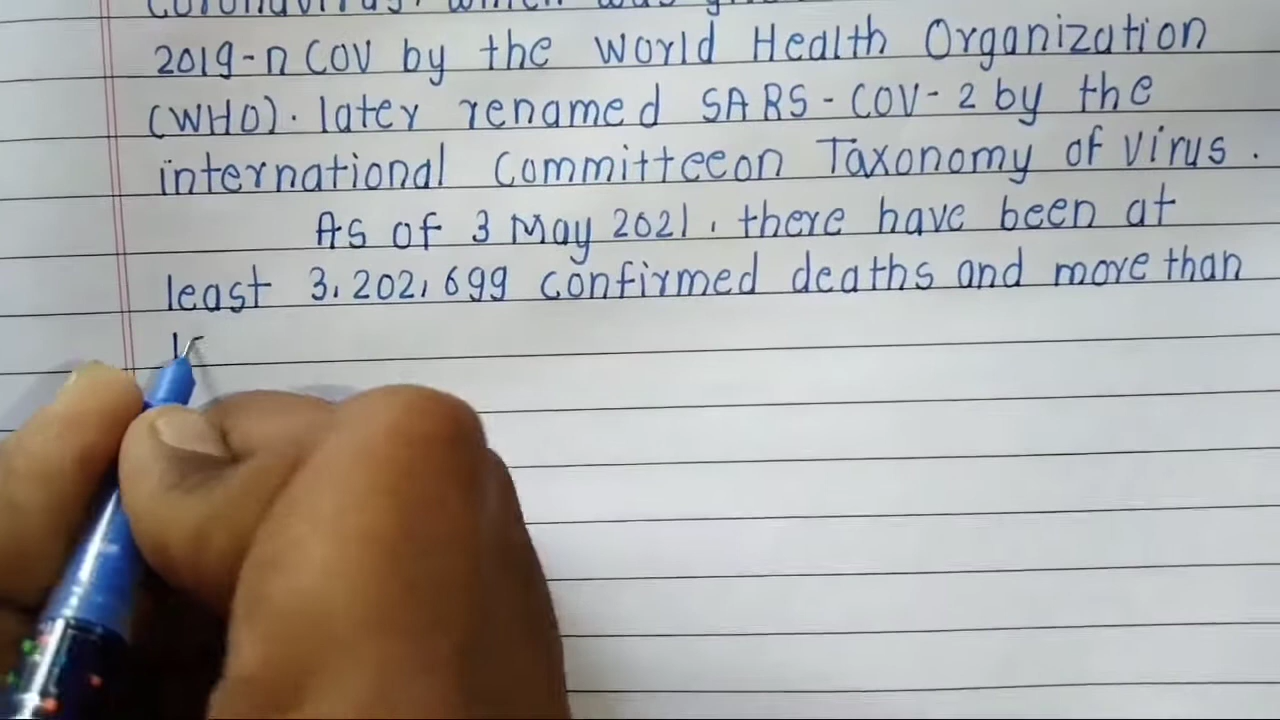 2019-n COV by the World Health Organization
(WHO). later renamed SARS-COV-2 by the
international Committeeon Taxonomy of Virus.
As of 3 May 2021, there have been at
least 3,202,699 confirmed deaths and more than